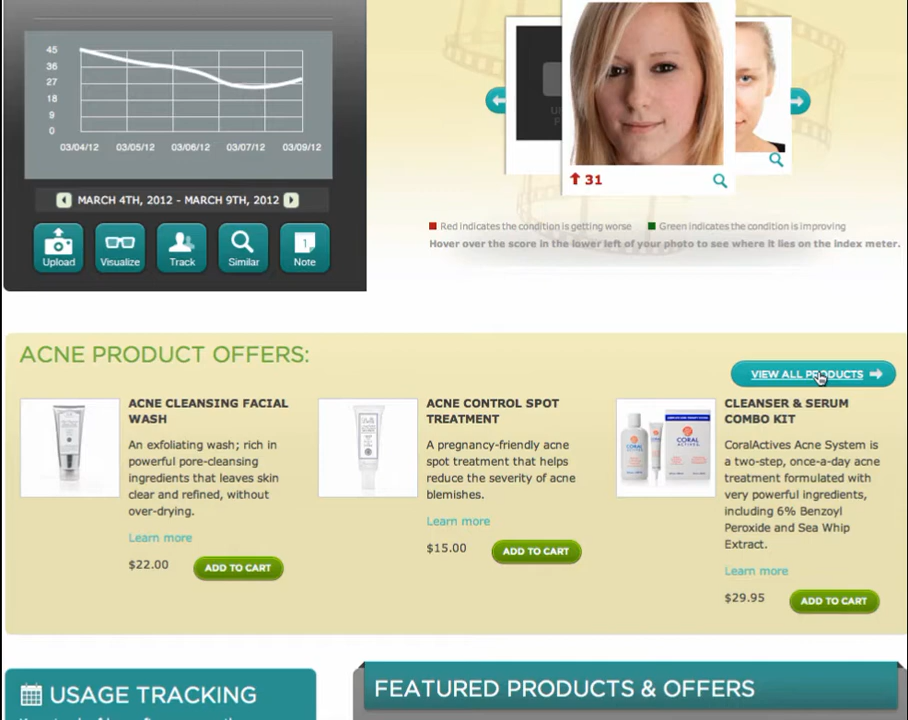 45
36
27
18
9
0
03/04/12 03/05/12 03/06/12 03/07/12 03/09/12
MARCH 4TH, 2012 - MARCH 9TH, 2012
Upload Visualize Track Similar Note
1
31
Red indicates the condition is getting worse Green indicates the condition is improving
Hover over the score in the lower left of your photo to see where it lies on the index meter.
ACNE PRODUCT OFFERS:
VIEW ALL PRODUCTS
ACNE CLEANSING FACIAL
WASH
An exfoliating wash; rich in
powerful pore-cleansing
ingredients that leaves skin
clear and refined, without
over-drying.
Learn more
$22.00 ADD TO CART
ACNE CONTROL SPOT
TREATMENT
A pregnancy-friendly acne
spot treatment that helps
reduce the severity of acne
blemishes.
Learn more
$15.00 ADD TO CART
CORAL
ACTIVES
CLEANSER & SERUM
COMBO KIT
CoralActives Acne System is
a two-step, once-a-day acne
treatment formulated with
very powerful ingredients,
including 6% Benzoyl
Peroxide and Sea Whip
Extract.
Learn more
$29.95 ADD TO CART
USAGE TRACKING
FEATURED PRODUCTS & OFFERS